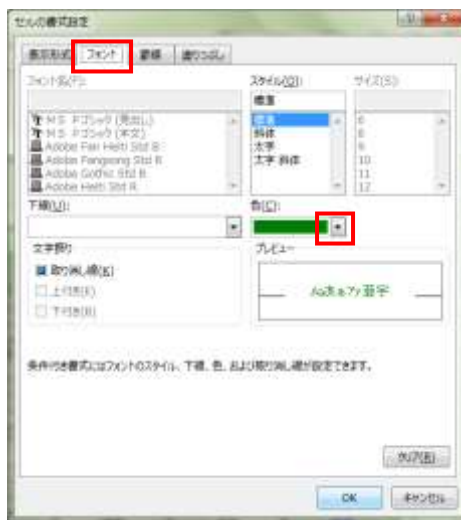 セルの書式設定
表示形式 フォント 罫線 塗りつぶし
フォント名(F): スタイル(O): サイズ(S):
標準
MS Pゴシック (見出し) 標準 6
MS Pゴシック (本文) 斜体 8
Adobe Fan Heiti Std B 太字 9
Adobe Fangsong Std R 太字 斜体 10
Adobe Gothic Std B 11
Adobe Heiti Std R 12
下線(U): 色(C):
文字飾り プレビュー
取り消し線(K)
上付き(E)
下付き(B)
Aaあぁアァ亜宇
条件付き書式にはフォントのスタイル、下線、色、および取り消し線が設定できます。
クリア(R)
OK キャンセル